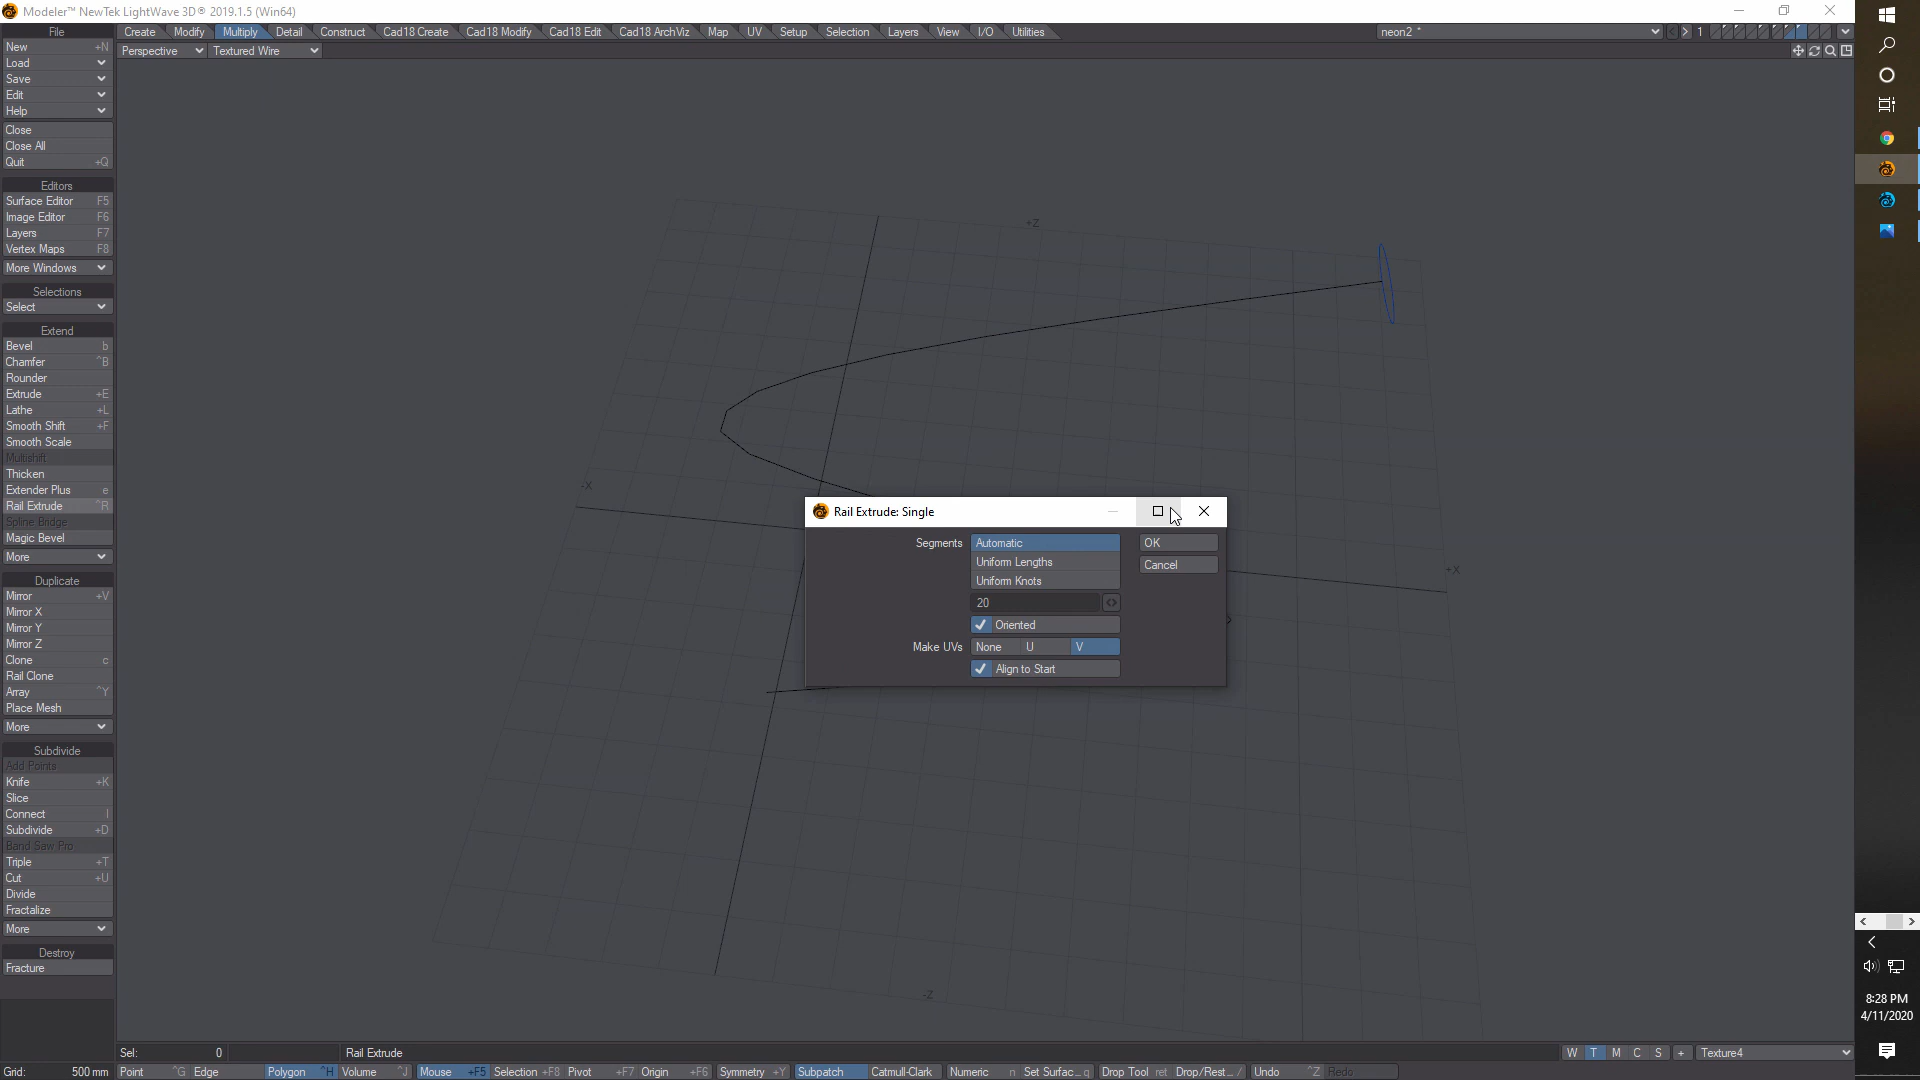 Modeler™ NewTek LightWave 3D® 2019.1.5 (Win64)
File
Create Modify Multiply Detail Construct Cad18 Create Cad18 Modify Cad18 Edit Cad18 ArchViz Map UV Setup Selection Layers View I/O Utilities
neon2 * 1
New +N
Perspective Textured Wire
Load
Save
Edit
Help
Close
Close All
Quit +Q
Editors
Surface Editor F5
Image Editor F6
Layers F7
Vertex Maps F8
More Windows
Selections
Select
Extend
Bevel b
Chamfer ^B
Rounder
Extrude +E
Lathe +L
Smooth Shift +F
Smooth Scale
Multishift
Thicken
Extender Plus e
Rail Extrude ^R
Spline Bridge
Magic Bevel
More
Duplicate
Mirror +V
Mirror X
Mirror Y
Mirror Z
Clone c
Rail Clone
Array ^Y
Place Mesh
More
Subdivide
Add Points
Knife +K
Slice
Connect l
Subdivide +D
Band Saw Pro
Triple +T
Cut +U
Divide
Fractalize
More
Destroy
Fracture
+Z
-X
+X
-Z
Rail Extrude: Single
Segments Automatic OK
Uniform Lengths Cancel
Uniform Knots
20
Oriented
Make UVs None U V
Align to Start
8:28 PM
4/11/2020
Sel: 0 Rail Extrude W T M C S + Texture4
Grid: 500 mm Point ^G Edge Polygon ^H Volume ^J Mouse +F5 Selection +F8 Pivot +F7 Origin +F6 Symmetry +Y Subpatch Catmull-Clark Numeric n Set Surfac... q Drop Tool ret Drop/Rest... / Undo ^Z Redo